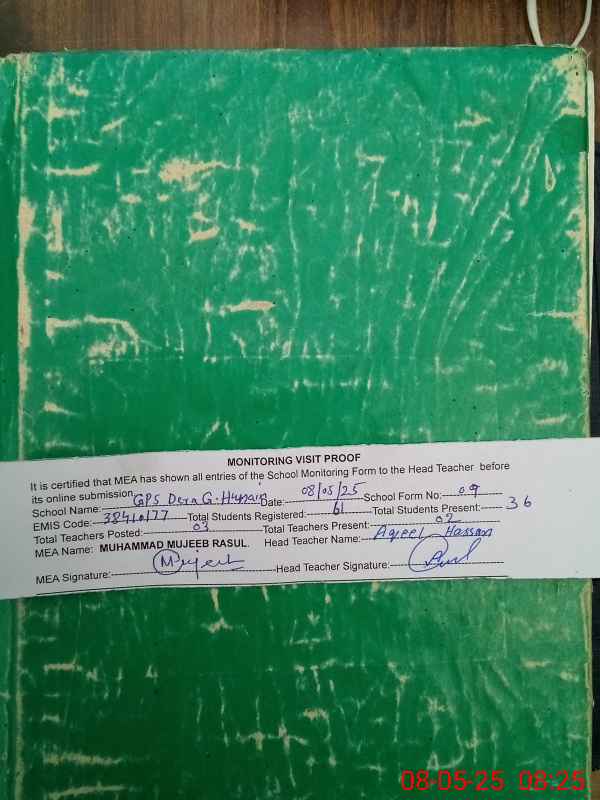 MONITORING VISIT PROOF
It is certified that MEA has shown all entries of the School Monitoring Form to the Head Teacher before
its online submission
School Name: GPS Dera G. Hussain Date: 08/05/25 School Form No: 09
EMIS Code: 38410177 Total Students Registered: 61 Total Students Present: 36
Total Teachers Posted: 03 Total Teachers Present: 02
MEA Name: MUHAMMAD MUJEEB RASUL. Head Teacher Name: Aqeel Hassan
MEA Signature: Mujeeb Head Teacher Signature:
08-05-25 08:25